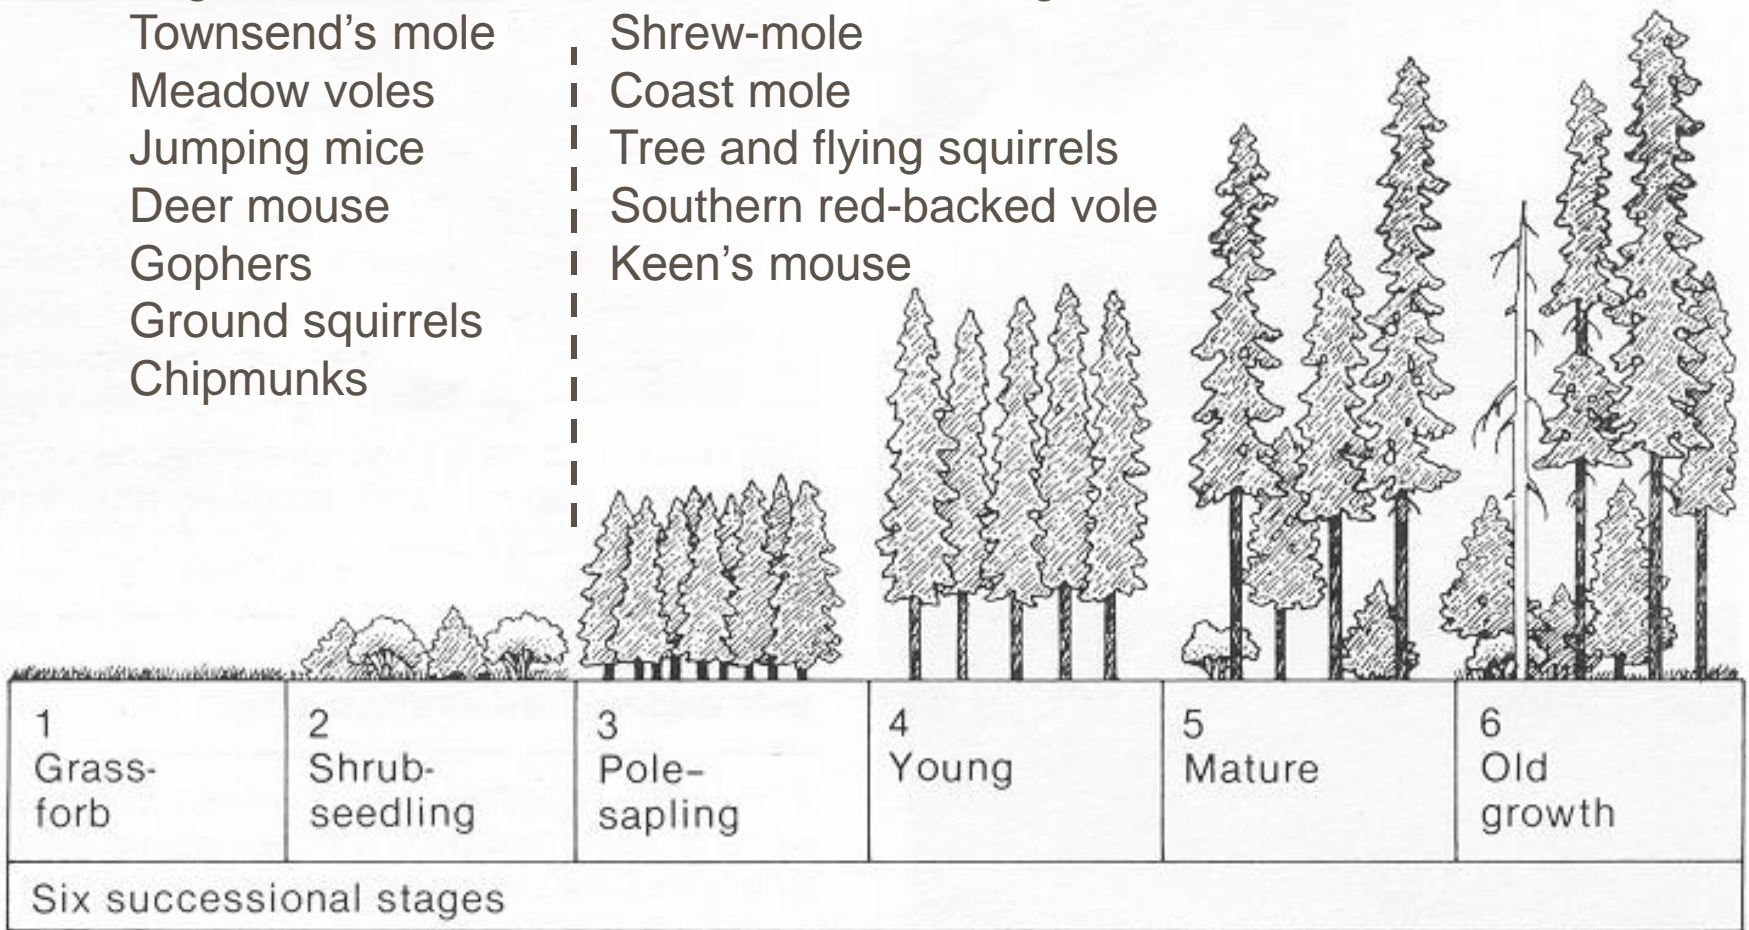 Townsend’s mole
Meadow voles
Jumping mice
Deer mouse
Gophers
Ground squirrels
Chipmunks
Shrew-mole
Coast mole
Tree and flying squirrels
Southern red-backed vole
Keen’s mouse
1
Grass-
forb
2
Shrub-
seedling
3
Pole–
sapling
4
Young
5
Mature
6
Old
growth
Six successional stages